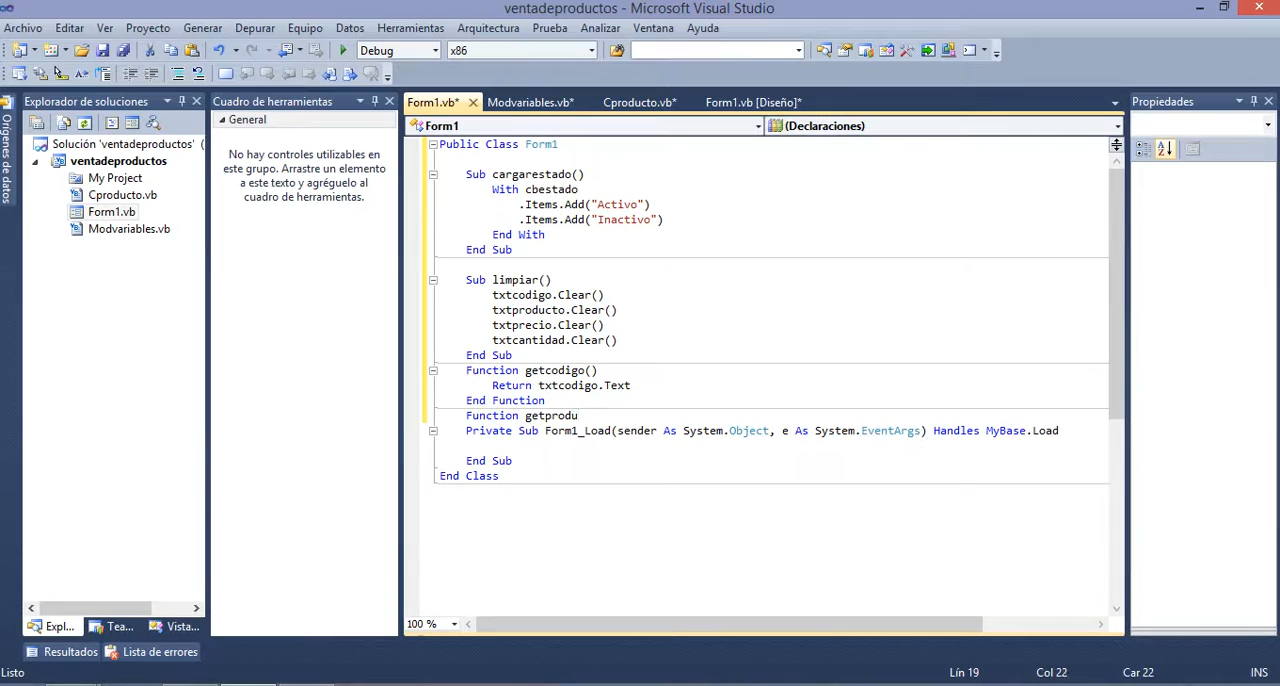 ventadeproductos - Microsoft Visual Studio
Archivo Editar Ver Proyecto Generar Depurar Equipo Datos Herramientas Arquitectura Prueba Analizar Ventana Ayuda
Debug x86
Explorador de soluciones
Cuadro de herramientas
Form1.vb* Modvariables.vb* Cproducto.vb* Form1.vb [Diseño]*
Propiedades
General
Form1 (Declaraciones)
Orígenes de datos
Solución 'ventadeproductos' (
ventadeproductos
My Project
Cproducto.vb
Form1.vb
Modvariables.vb
No hay controles utilizables en
este grupo. Arrastre un elemento
a este texto y agréguelo al
cuadro de herramientas.
Public Class Form1
Sub cargarestado()
With cbestado
.Items.Add("Activo")
.Items.Add("Inactivo")
End With
End Sub
Sub limpiar()
txtcodigo.Clear()
txtproducto.Clear()
txtprecio.Clear()
txtcantidad.Clear()
End Sub
Function getcodigo()
Return txtcodigo.Text
End Function
Function getprodu
Private Sub Form1_Load(sender As System.Object, e As System.EventArgs) Handles MyBase.Load
End Sub
End Class
100 %
Expl... Tea... Vista...
Resultados Lista de errores
Listo Lín 19 Col 22 Car 22 INS